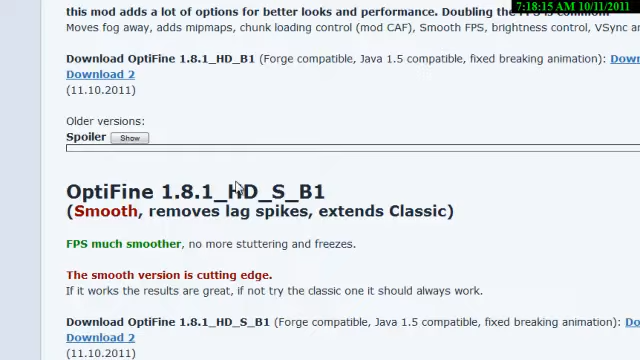 7:18:15 AM 10/11/2011
this mod adds a lot of options for better looks and performance. Doubling the FPS is common.
Moves fog away, adds mipmaps, chunk loading control (mod CAF), Smooth FPS, brightness control, VSync
Download OptiFine 1.8.1_HD_B1 (Forge compatible, Java 1.5 compatible, fixed breaking animation): Down
Download 2
(11.10.2011)
Older versions:
Spoiler Show
OptiFine 1.8.1_HD_S_B1
(Smooth, removes lag spikes, extends Classic)
FPS much smoother, no more stuttering and freezes.
The smooth version is cutting edge.
If it works the results are great, if not try the classic one it should always work.
Download OptiFine 1.8.1_HD_S_B1 (Forge compatible, Java 1.5 compatible, fixed breaking animation): Do
Download 2
(11.10.2011)